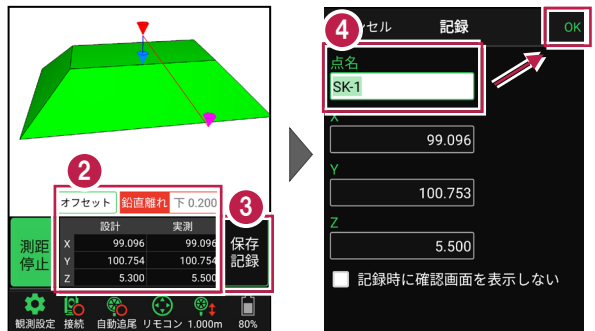 2
オフセット 鉛直離れ 下 0.200
3
設計 実測
X 99.096 99.096
Y 100.754 100.754
Z 5.300 5.500
測距
停止
保存
記録
観測設定 接続 自動追尾 リモコン 1.000m 80%
4
ンセル 記録 OK
点名
SK-1
X
99.096
Y
100.753
Z
5.500
記録時に確認画面を表示しない